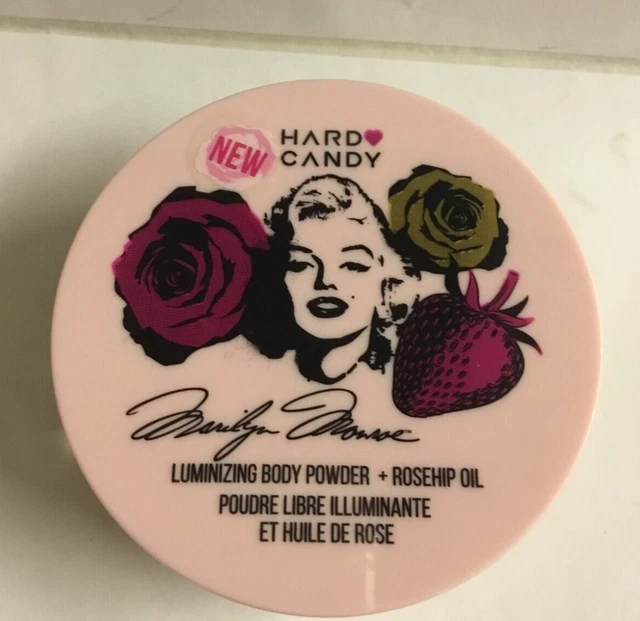 NEW
HARD
CANDY
Marilyn Monroe
LUMINIZING BODY POWDER + ROSEHIP OIL
POUDRE LIBRE ILLUMINANTE
ET HUILE DE ROSE